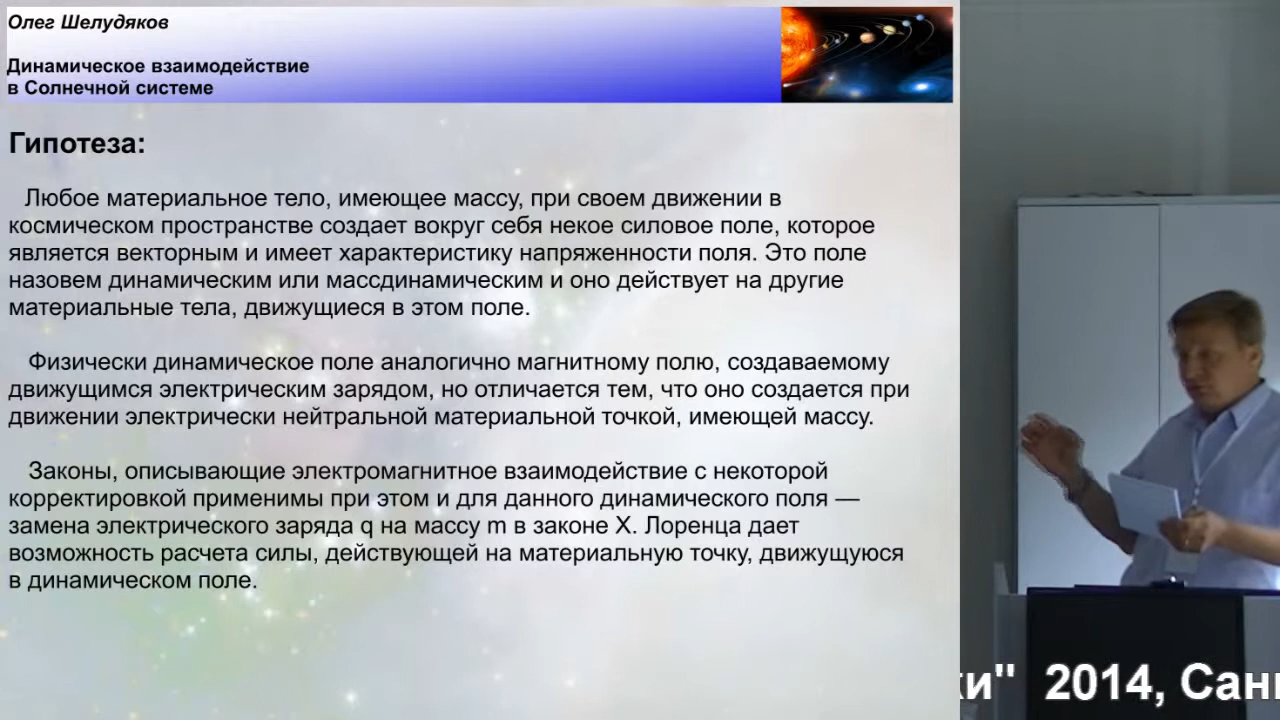 Олег Шелудяков
Динамическое взаимодействие
в Солнечной системе
Гипотеза:
Любое материальное тело, имеющее массу, при своем движении в
космическом пространстве создает вокруг себя некое силовое поле, которое
является векторным и имеет характеристику напряженности поля. Это поле
назовем динамическим или массдинамическим и оно действует на другие
материальные тела, движущиеся в этом поле.
Физически динамическое поле аналогично магнитному полю, создаваемому
движущимся электрическим зарядом, но отличается тем, что оно создается при
движении электрически нейтральной материальной точкой, имеющей массу.
Законы, описывающие электромагнитное взаимодействие с некоторой
корректировкой применимы при этом и для данного динамического поля —
замена электрического заряда q на массу m в законе Х. Лоренца дает
возможность расчета силы, действующей на материальную точку, движущуюся
в динамическом поле.
ки" 2014, Сан